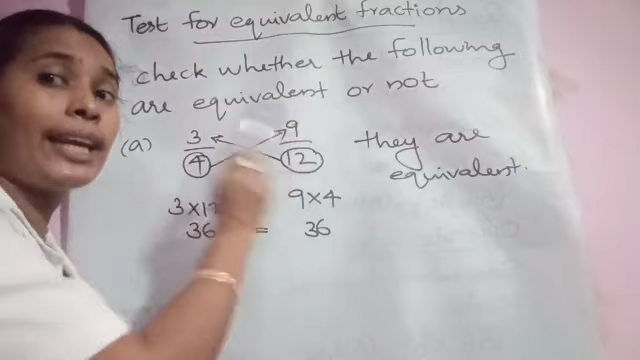 Test for equivalent fractions
check whether the following
are equivalent or not
(a) 3/4 9/12 they are
equivalent.
3×1 9×4
36 = 36